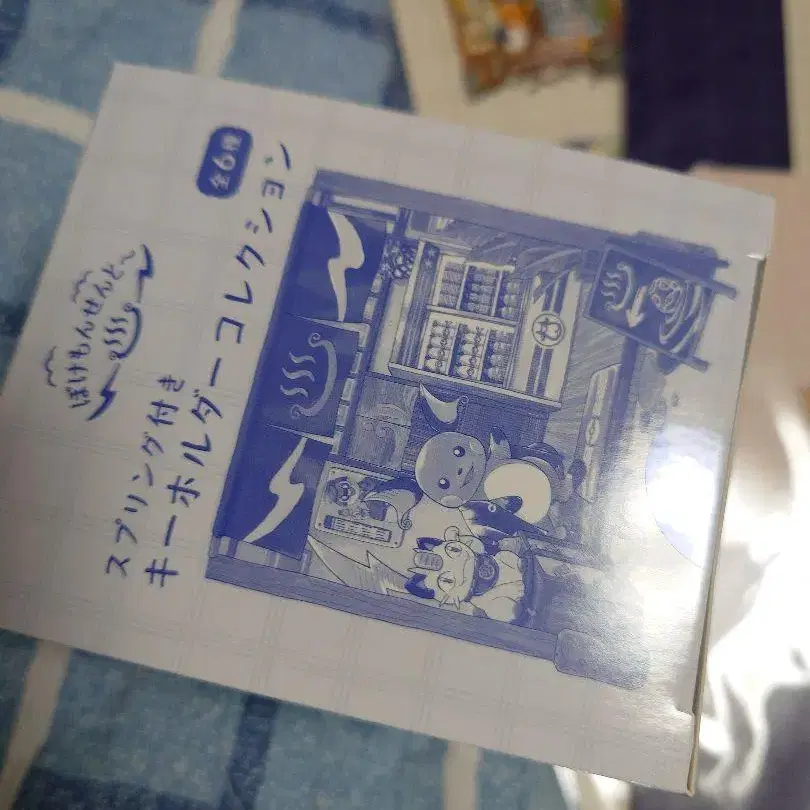 ぽけもんせんとー
スプリング付き
キーホルダーコレクション
全6種